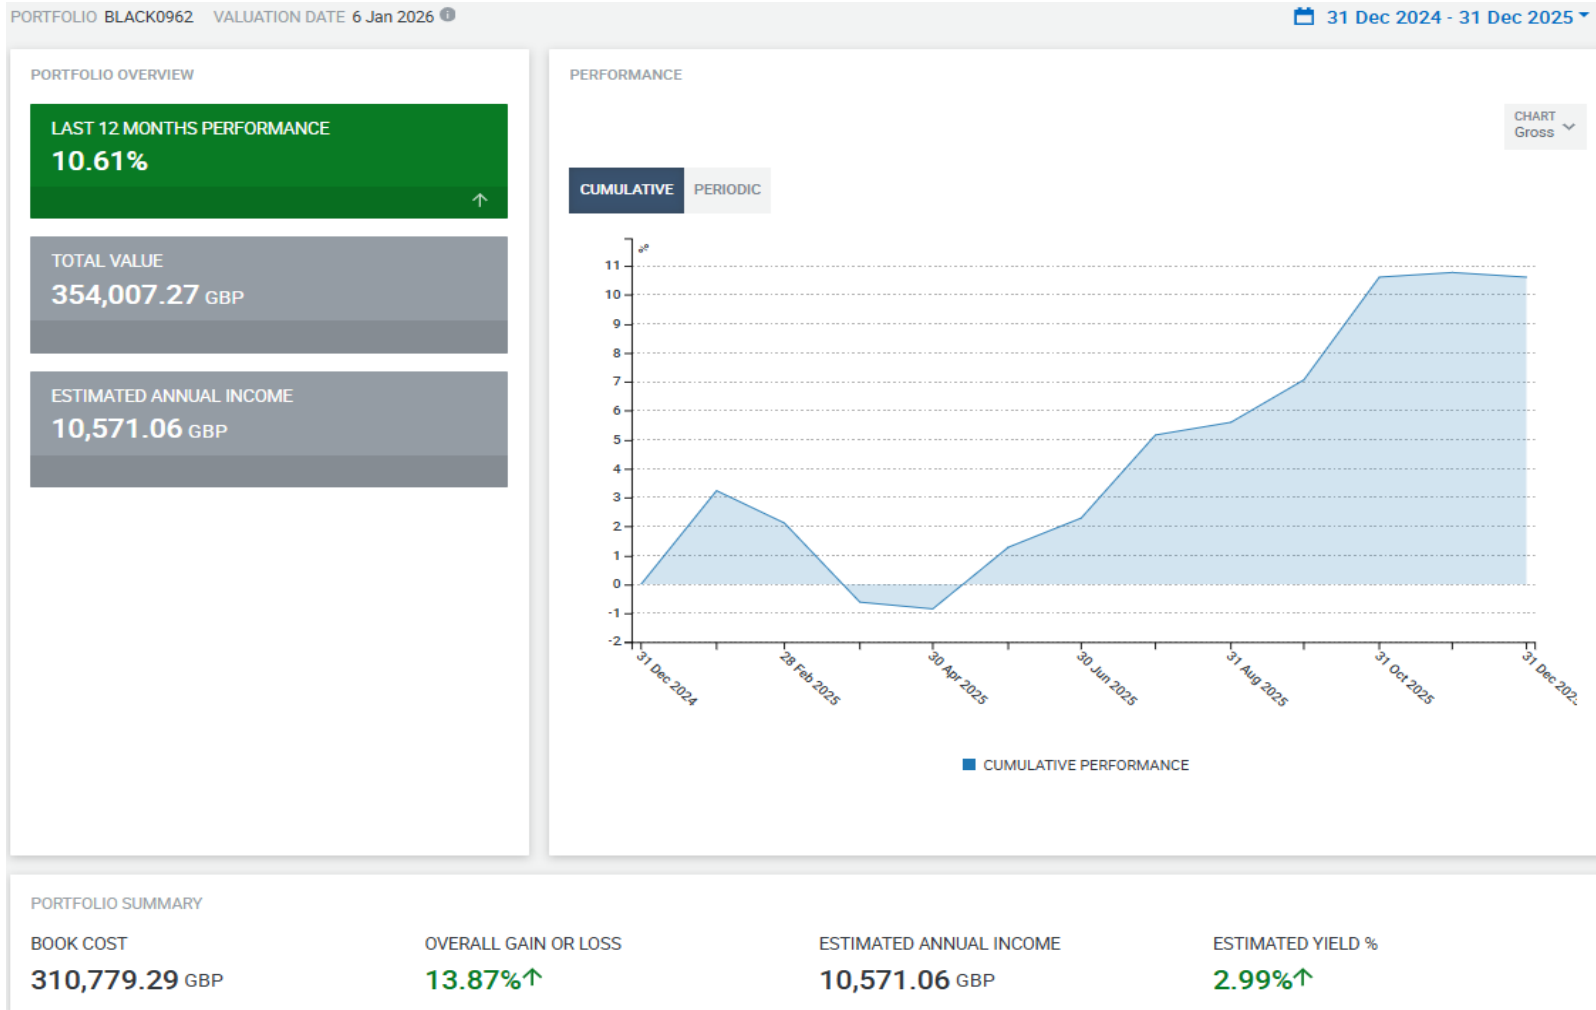 PORTFOLIO BLACK0962 VALUATION DATE 6 Jan 2026
31 Dec 2024 - 31 Dec 2025
PORTFOLIO OVERVIEW
LAST 12 MONTHS PERFORMANCE
10.61%
TOTAL VALUE
354,007.27 GBP
ESTIMATED ANNUAL INCOME
10,571.06 GBP
PERFORMANCE
CHART
Gross
CUMULATIVE PERIODIC
%
11
10
9
8
7
6
5
4
3
2
1
0
-1
-2
31 Dec 2024
28 Feb 2025
30 Apr 2025
30 Jun 2025
31 Aug 2025
31 Oct 2025
31 Dec 202
CUMULATIVE PERFORMANCE
PORTFOLIO SUMMARY
BOOK COST
310,779.29 GBP
OVERALL GAIN OR LOSS
13.87%
ESTIMATED ANNUAL INCOME
10,571.06 GBP
ESTIMATED YIELD %
2.99%